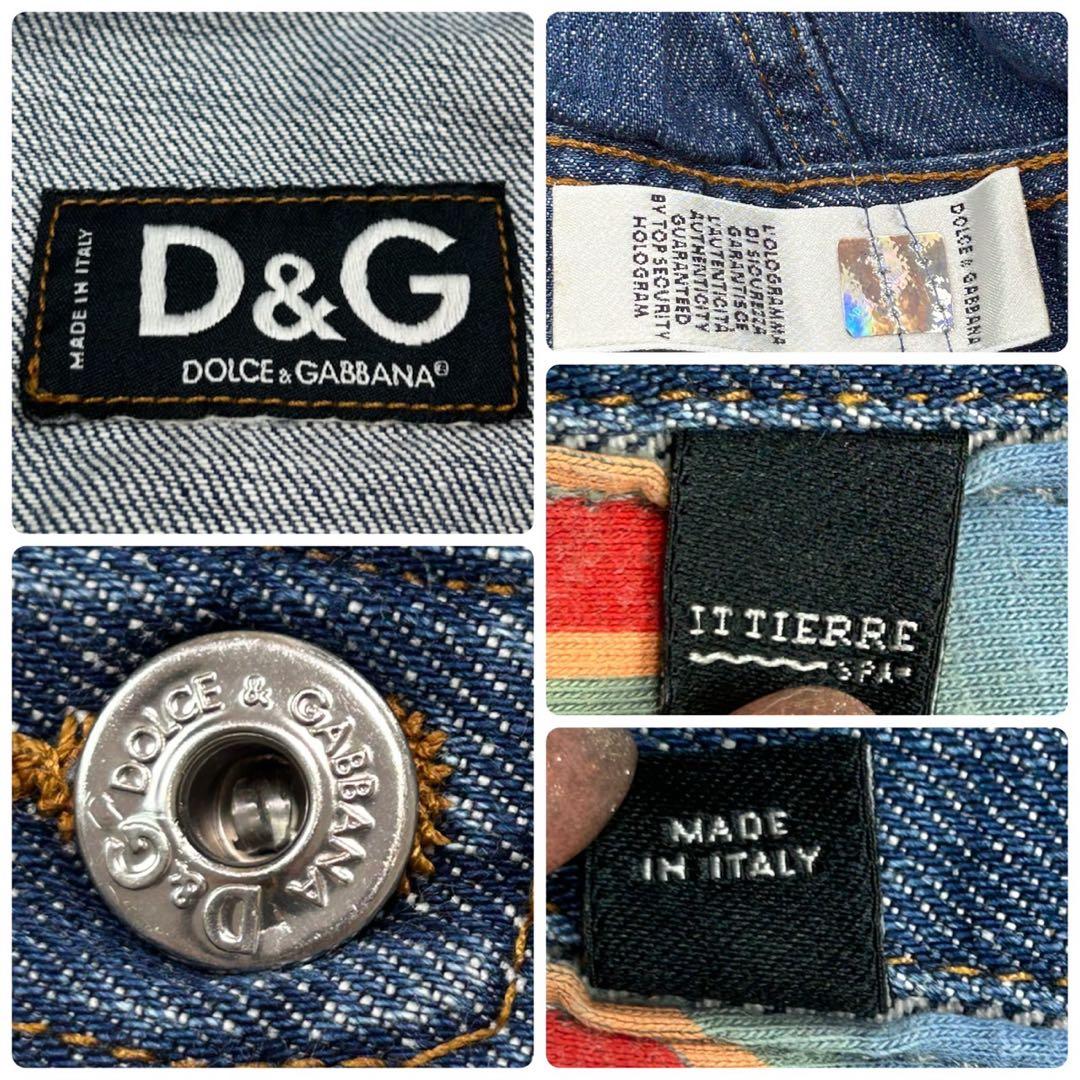 MADE IN ITALY
D&G
DOLCE & GABBANA®
L'OLOGRAMMA
DI SICUREZZA
GARANTISCE
L'AUTENTICITÀ
AUTHENTICITY
GUARANTEED
BY TOP SECURITY
HOLOGRAM
DOLCE & GABBANA
IT TIERRE
SPA
DOLCE & GABBANA
D&G
MADE
IN ITALY